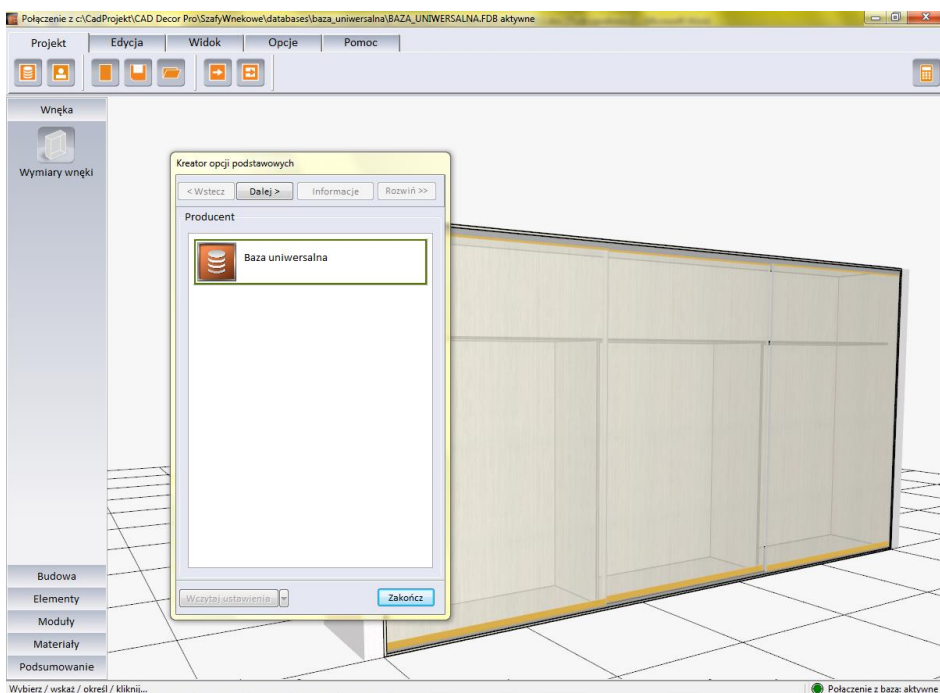 Połączenie z c:\CadProjekt\CAD Decor Pro\SzafyWnekowe\databases\baza_uniwersalna\BAZA_UNIWERSALNA.FDB aktywne
Projekt Edycja Widok Opcje Pomoc
Wnęka
Wymiary wnęki
Kreator opcji podstawowych
< Wstecz Dalej > Informacje Rozwiń >>
Producent
Baza uniwersalna
Wczytaj ustawienia Zakończ
Budowa
Elementy
Moduły
Materiały
Podsumowanie
Wybierz / wskaż / określ / kliknij... Połączenie z baza: aktywne